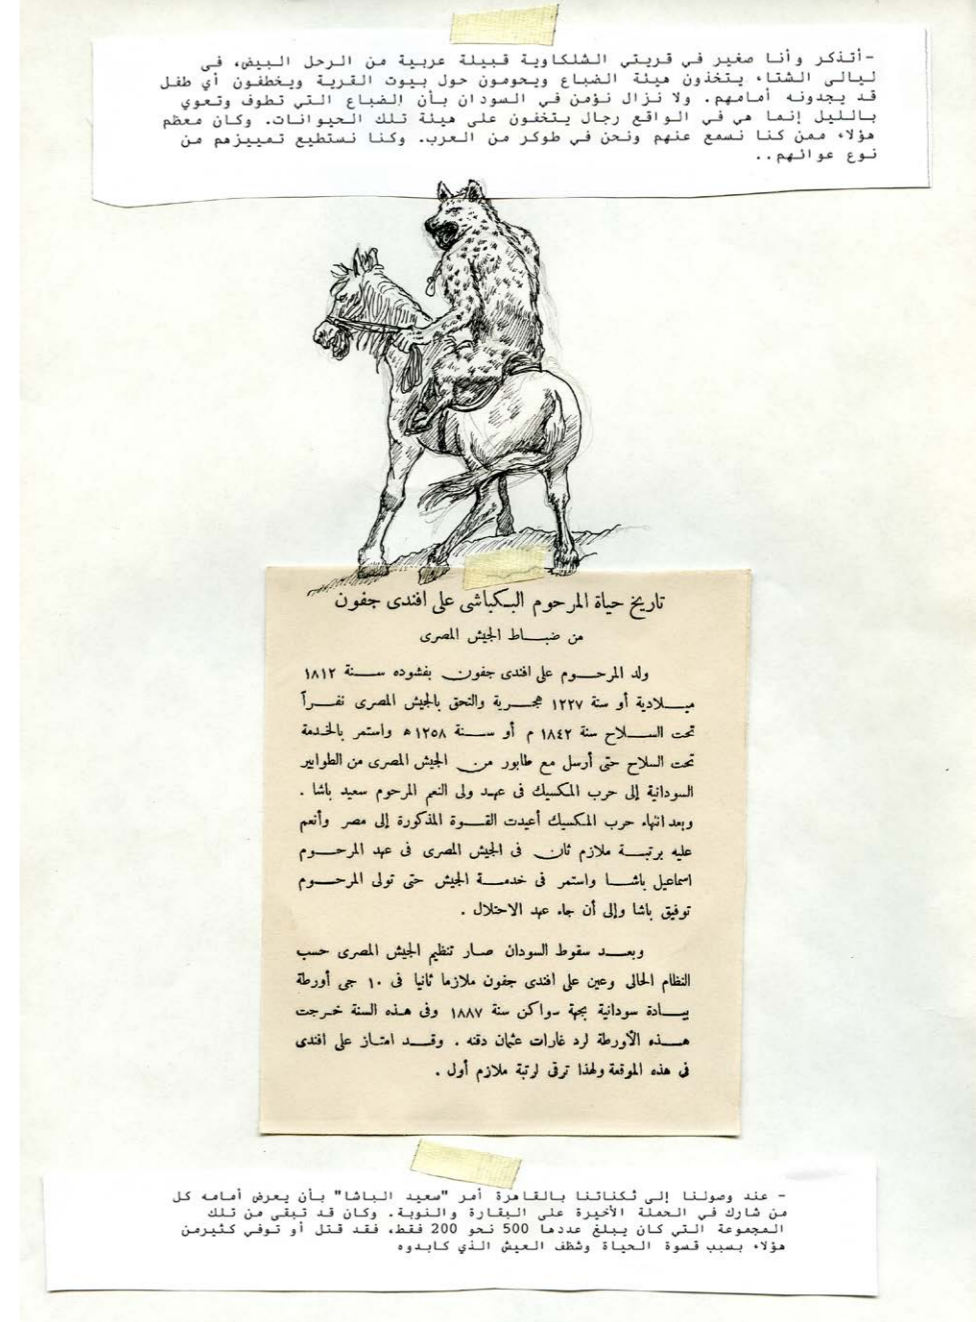 -أتذكر وأنا صغير في قريتي الشلكاوية قبيلة عربية من الرحل البيض، فى
ليالى الشتاء يتخذون هيئة الضباع ويحومون حول بيوت القرية ويخطفون أي طفل
قد يجدونه أمامهم. ولا نزال نؤمن في السودان بأن الضباع التي تطوف وتعوي
بالليل إنما هي في الواقع رجال يتخفون على هيئة تلك الحيوانات. وكان معظم
هؤلاء ممن كنا نسمع عنهم ونحن في طوكر من العرب. وكنا نستطيع تمييزهم من
نوع عوائهم..
تاريخ حياة المرحوم البكباشى على افندى جفون
من ضباط الجيش المصرى
ولد المرحوم على افندى جفون بفشوده سنة ١٨١٢
ميلادية أو سنة ١٢٢٧ هجرية والتحق بالجيش المصرى نفراً
تحت السلاح سنة ١٨٤٢ م أو سنة ١٢٥٨ ه واستمر بالخدمة
تحت السلاح حتى أرسل مع طابور من الجيش المصرى من الطوابير
السودانية إلى حرب المكسيك فى عهد ولى النعم المرحوم سعيد باشا .
وبعد انتهاء حرب المكسيك أعيدت القوة المذكورة إلى مصر وأنعم
عليه برتبة ملازم ثان فى الجيش المصرى فى عهد المرحوم
اسماعيل باشا واستمر فى خدمة الجيش حتى تولى المرحوم
توفيق باشا وإلى أن جاء عهد الاحتلال .
وبعد سقوط السودان صار تنظيم الجيش المصرى حسب
النظام الحالى وعين على افندى جفون ملازما ثانيا فى ١٠ جى أورطة
بيادة سودانية بجهة سواكن سنة ١٨٨٧ وفى هذه السنة خرجت
هذه الأورطة لرد غارات عثمان دقنه . وقد امتاز على افندى
فى هذه الموقعة ولهذا ترقى لرتبة ملازم أول .
- عند وصولنا إلى ثكناتنا بالقاهرة أمر "سعيد الباشا" بأن يعرض أمامه كل
من شارك في الحملة الأخيرة على البقارة والنوبة. وكان قد تبقى من تلك
المجموعة التي كان يبلغ عددها 500 نحو 200 فقط، فقد قتل أو توفي كثيرمن
هؤلاء بسبب قسوة الحياة وشظف العيش الذي كابدوه